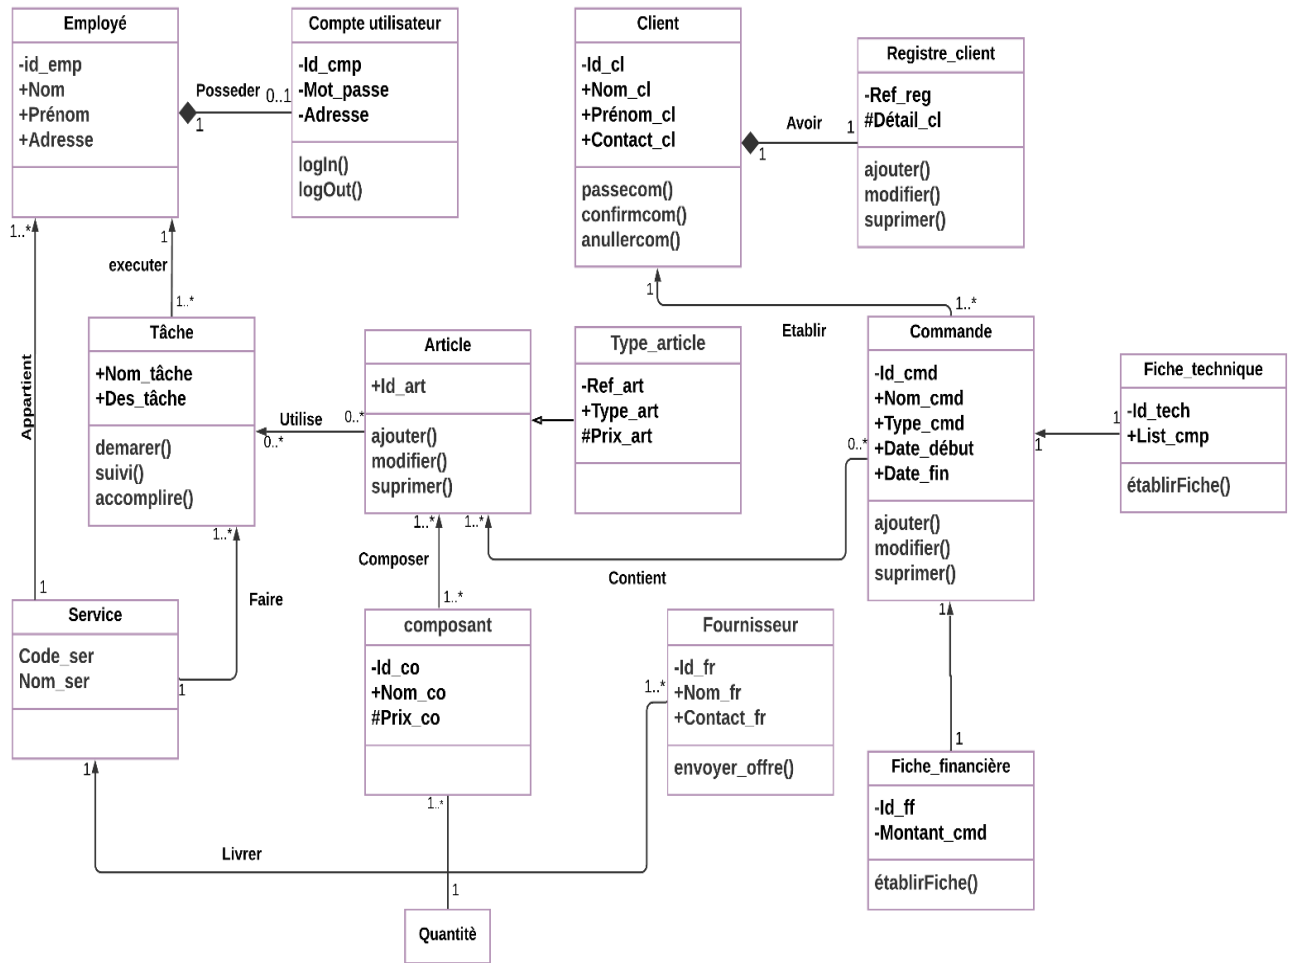 Employé
-id_emp
+Nom
+Prénom
+Adresse
Posseder
1
0..1
Compte utilisateur
-Id_cmp
-Mot_passe
-Adresse
logIn()
logOut()
Client
-Id_cl
+Nom_cl
+Prénom_cl
+Contact_cl
passecom()
confirmcom()
anullercom()
Avoir
1
1
Registre_client
-Ref_reg
#Détail_cl
ajouter()
modifier()
suprimer()
1..*
1
executer
1..*
Appartient
1
Tâche
+Nom_tâche
+Des_tâche
demarer()
suivi()
accomplire()
Utilise
0..*
0..*
Article
+Id_art
ajouter()
modifier()
suprimer()
Type_article
-Ref_art
+Type_art
#Prix_art
1
1..*
Etablir
Commande
-Id_cmd
+Nom_cmd
+Type_cmd
+Date_début
+Date_fin
ajouter()
modifier()
suprimer()
1
1
Fiche_technique
-Id_tech
+List_cmp
établirFiche()
0..*
1..*
Contient
1..*
Composer
1..*
1..*
Faire
1
Service
Code_ser
Nom_ser
composant
-Id_co
+Nom_co
#Prix_co
Fournisseur
-Id_fr
+Nom_fr
+Contact_fr
envoyer_offre()
1..*
1
Livrer
1
1
Fiche_financière
-Id_ff
-Montant_cmd
établirFiche()
1..*
1
Quantitè